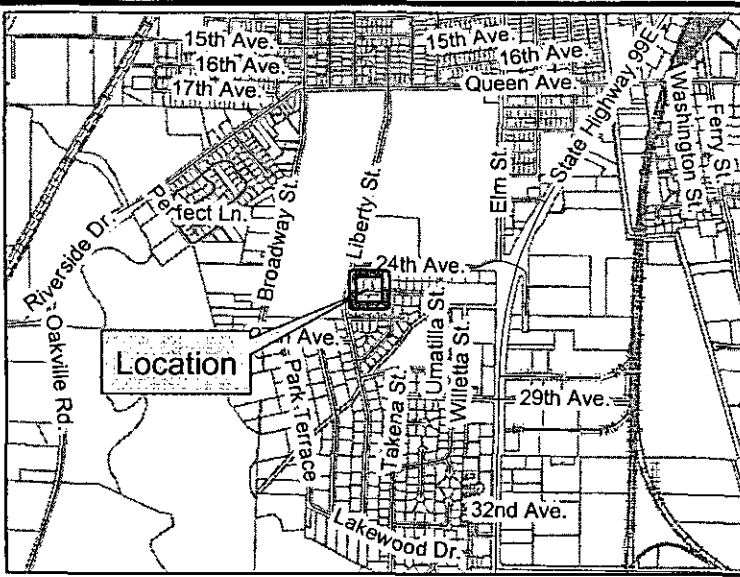 15th Ave.
16th Ave.
17th Ave.
15th Ave.
16th Ave.
Queen Ave.
State Highway 99E
Washington St.
Ferry St.
Elm St.
Liberty St.
Broadway St.
Perfect Ln.
Riverside Dr.
Oakville Rd.
24th Ave.
Location
Ave.
Park Terrace
Takena St.
Umatilla St.
Willetta St.
29th Ave.
32nd Ave.
Lakewood Dr.